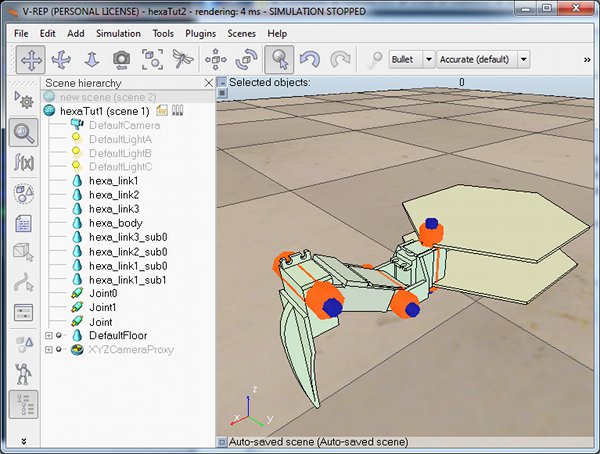 V-REP (PERSONAL LICENSE) - hexaTut2 - rendering: 4 ms - SIMULATION STOPPED
File Edit Add Simulation Tools Plugins Scenes Help
Bullet Accurate (default) »
Scene hierarchy
Selected objects: 0
new scene (scene 2)
hexaTut1 (scene 1)
DefaultCamera
DefaultLightA
DefaultLightB
DefaultLightC
f(x)
hexa_link1
hexa_link2
hexa_link3
hexa_body
hexa_link3_sub0
hexa_link2_sub0
hexa_link1_sub0
hexa_link1_sub1
Joint0
Joint1
Joint
DefaultFloor
XYZCameraProxy
z
x y
Auto-saved scene (Auto-saved scene)